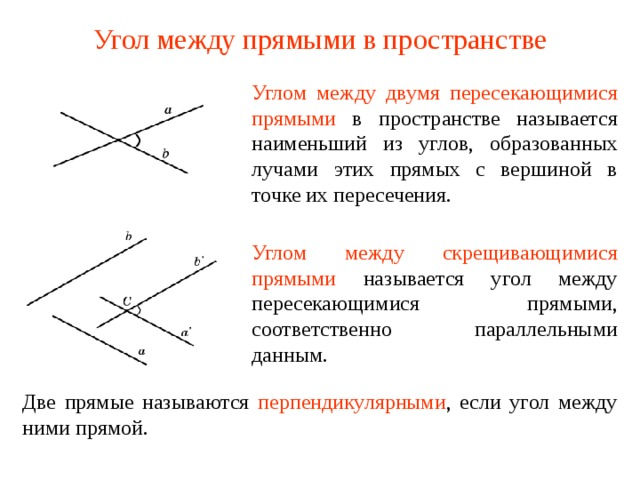 Угол между прямыми в пространстве
Углом между двумя пересекающимися
прямыми в пространстве называется
наименьший из углов, образованных
лучами этих прямых с вершиной в
точке их пересечения.
a
b
Углом между скрещивающимися
прямыми называется угол между
пересекающимися прямыми,
соответственно параллельными
данным.
b
b'
C
a'
a
Две прямые называются перпендикулярными, если угол между
ними прямой.